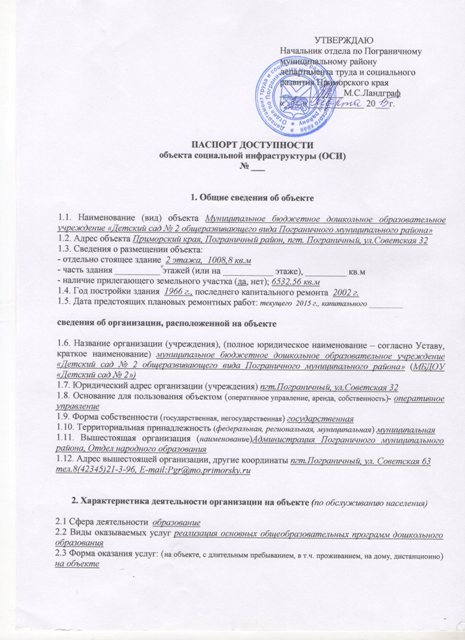 УТВЕРЖДАЮ
Начальник отдела по Пограничному
муниципальному району
департамента труда и социального
развития Приморского края
М.С.Ландграф
марта 20 г.
ПАСПОРТ ДОСТУПНОСТИ
объекта социальной инфраструктуры (ОСИ)
№ ___
1. Общие сведения об объекте
1.1. Наименование (вид) объекта Муниципальное бюджетное дошкольное образовательное
учреждение «Детский сад № 2 общеразвивающего вида Пограничного муниципального района»
1.2. Адрес объекта Приморский край, Пограничный район, пгт. Пограничный, ул.Советская 32
1.3. Сведения о размещении объекта:
- отдельно стоящее здание 2 этажа, 1008,8 кв.м
- часть здания __________ этажей (или на __________ этаже), ________ кв.м
- наличие прилегающего земельного участка (да, нет); 6532,56 кв.м
1.4. Год постройки здания 1966 г., последнего капитального ремонта 2002 г.
1.5. Дата предстоящих плановых ремонтных работ: текущего 2015 г., капитального ________
сведения об организации, расположенной на объекте
1.6. Название организации (учреждения), (полное юридическое наименование – согласно Уставу,
краткое наименование) муниципальное бюджетное дошкольное образовательное учреждение
«Детский сад № 2 общеразвивающего вида Пограничного муниципального района» (МБДОУ
«Детский сад № 2»)
1.7. Юридический адрес организации (учреждения) пгт.Пограничный, ул.Советская 32
1.8. Основание для пользования объектом (оперативное управление, аренда, собственность)- оперативное
управление
1.9. Форма собственности (государственная, негосударственная) государственная
1.10. Территориальная принадлежность (федеральная, региональная, муниципальная) муниципальная
1.11. Вышестоящая организация (наименование)Администрация Пограничного муниципального
района, Отдел народного образования
1.12. Адрес вышестоящей организации, другие координаты пгт.Пограничный, ул. Советская 63
тел.8(42345)21-3-96, E-mail:Pgr@mo.primorsky.ru
2. Характеристика деятельности организации на объекте (по обслуживанию населения)
2.1 Сфера деятельности образование
2.2 Виды оказываемых услуг реализация основных общеобразовательных программ дошкольного
образования
2.3 Форма оказания услуг: (на объекте, с длительным пребыванием, в т.ч. проживанием, на дому, дистанционно)
на объекте